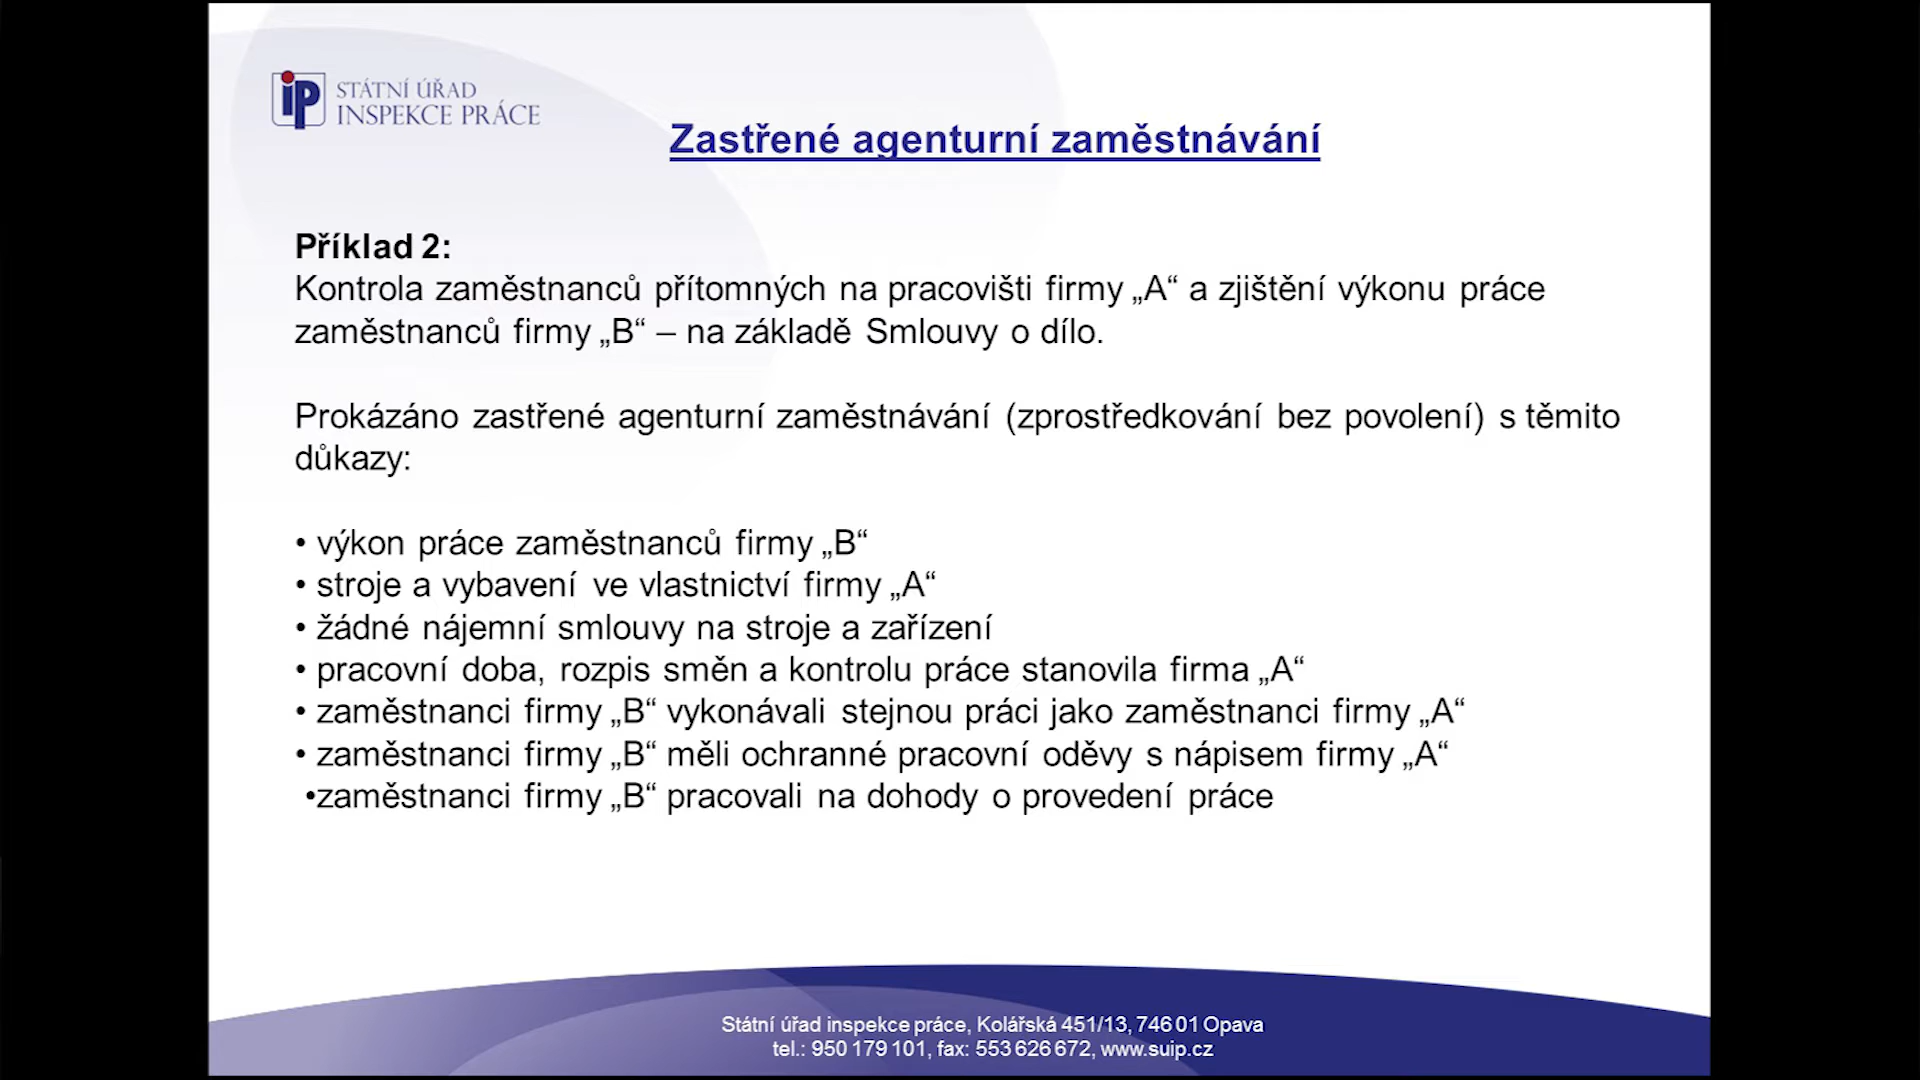 STÁTNÍ ÚŘAD
INSPEKCE PRÁCE
Zastřené agenturní zaměstnávání
Příklad 2:
Kontrola zaměstnanců přítomných na pracovišti firmy „A“ a zjištění výkonu práce
zaměstnanců firmy „B“ – na základě Smlouvy o dílo.
Prokázáno zastřené agenturní zaměstnávání (zprostředkování bez povolení) s těmito
důkazy:
• výkon práce zaměstnanců firmy „B“
• stroje a vybavení ve vlastnictví firmy „A“
• žádné nájemní smlouvy na stroje a zařízení
• pracovní doba, rozpis směn a kontrolu práce stanovila firma „A“
• zaměstnanci firmy „B“ vykonávali stejnou práci jako zaměstnanci firmy „A“
• zaměstnanci firmy „B“ měli ochranné pracovní oděvy s nápisem firmy „A“
•zaměstnanci firmy „B“ pracovali na dohody o provedení práce
Státní úřad inspekce práce, Kolářská 451/13, 746 01 Opava
tel.: 950 179 101, fax: 553 626 672, www.suip.cz